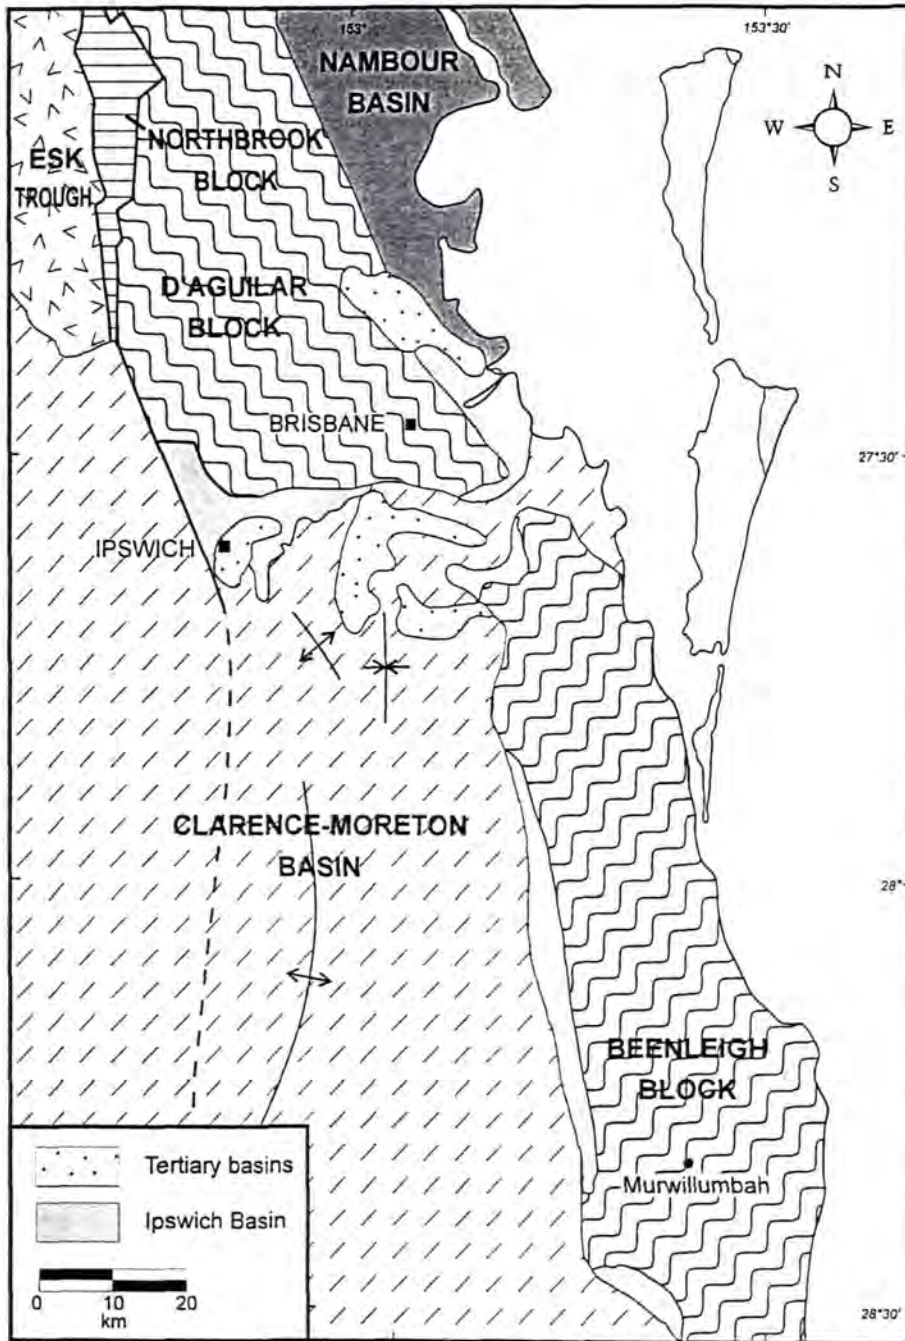 153°
153°30'
NAMBOUR
BASIN
N
W
E
S
NORTHBROOK
BLOCK
ESK
TROUGH
D'AGUILAR
BLOCK
BRISBANE
27°30'
IPSWICH
CLARENCE-MORETON
BASIN
28°
BEENLEIGH
BLOCK
Murwillumbah
Tertiary basins
Ipswich Basin
0 10 20
km
28°30'